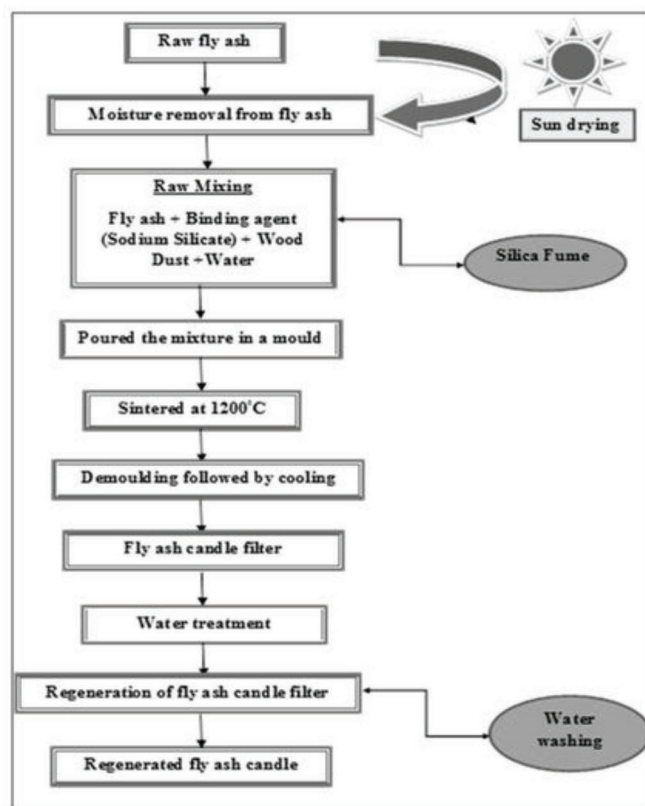 Raw fly ash
Moisture removal from fly ash
Sun drying
Raw Mixing
Fly ash + Binding agent
(Sodium Silicate) + Wood
Dust +Water
Silica Fume
Poured the mixture in a mould
Sintered at 1200°C
Demoulding followed by cooling
Fly ash candle filter
Water treatment
Regeneration of fly ash candle filter
Water
washing
Regenerated fly ash candle